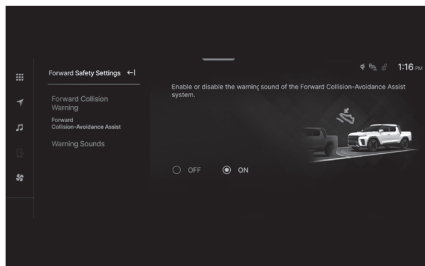 1:16 PM
Forward Safety Settings
Enable or disable the warning sound of the Forward Collision-Avoidance Assist
system.
Forward Collision
Warning
Forward
Collision-Avoidance Assist
Warning Sounds
OFF
ON